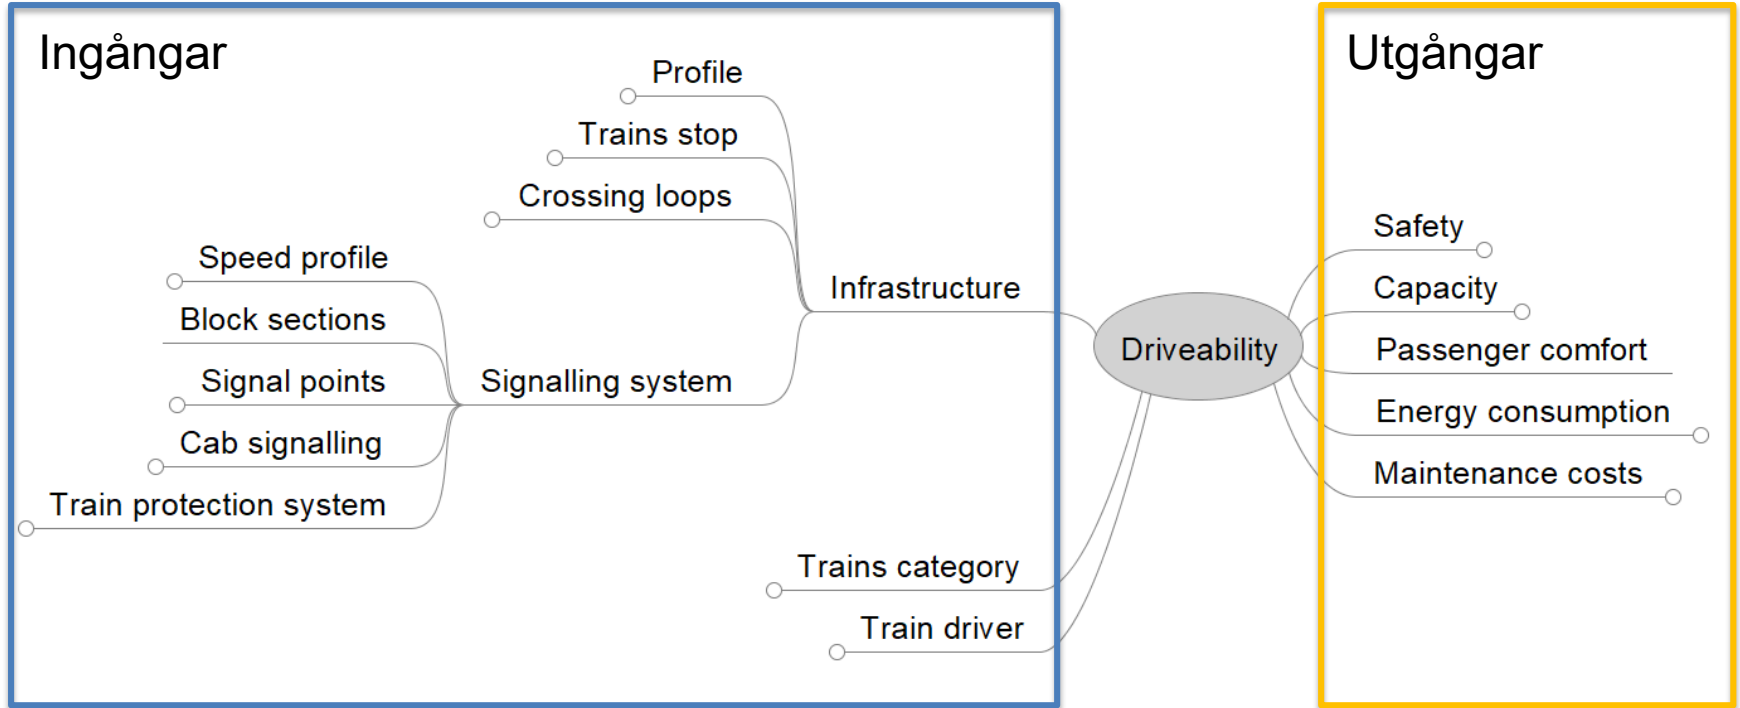 Ingångar
Profile
Trains stop
Crossing loops
Speed profile
Block sections
Signal points
Cab signalling
Train protection system
Signalling system
Infrastructure
Trains category
Train driver
Driveability
Utgångar
Safety
Capacity
Passenger comfort
Energy consumption
Maintenance costs